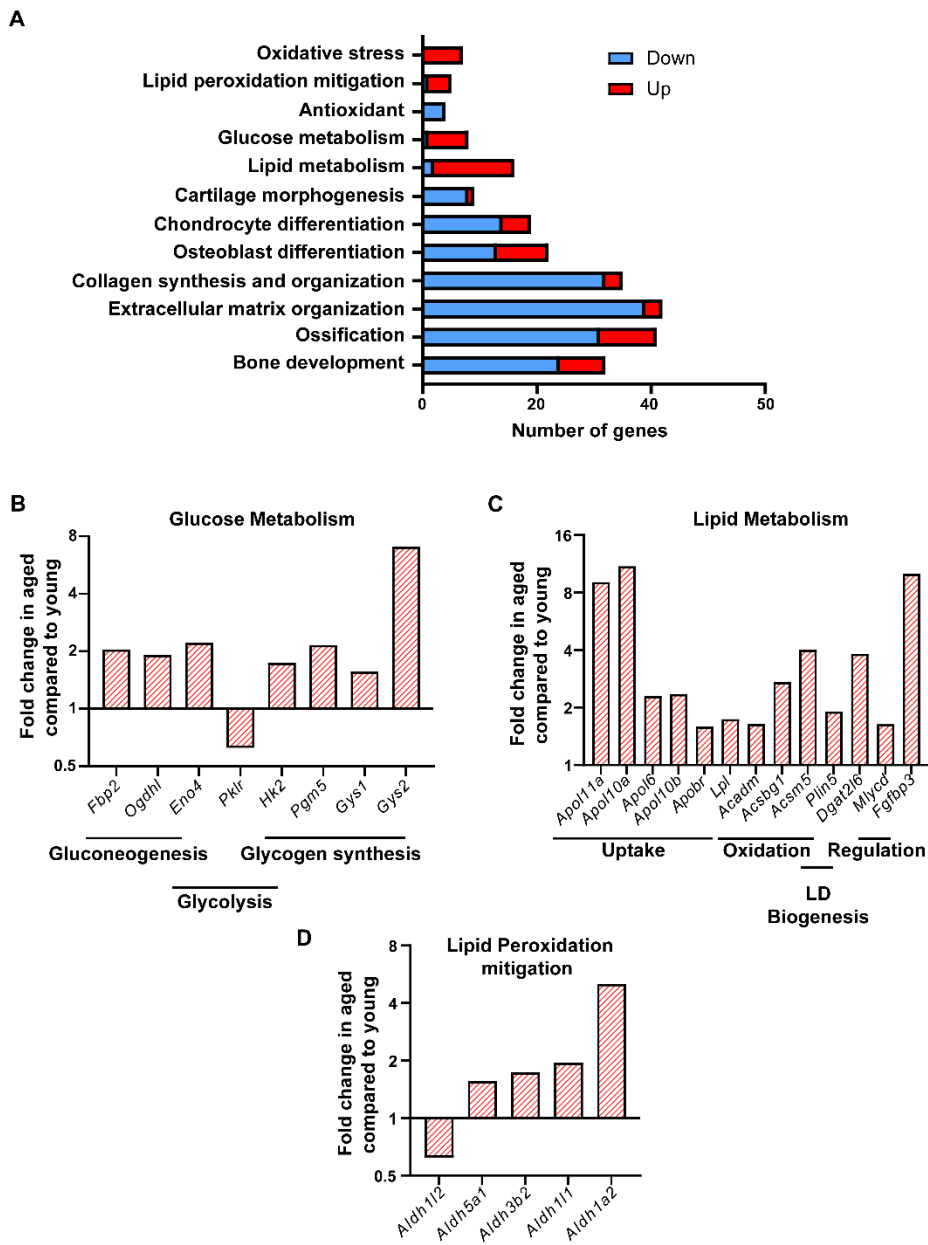 A
Oxidative stress
Lipid peroxidation mitigation
Antioxidant
Glucose metabolism
Lipid metabolism
Cartilage morphogenesis
Chondrocyte differentiation
Osteoblast differentiation
Collagen synthesis and organization
Extracellular matrix organization
Ossification
Bone development
Down
Up
0 20 40 50
Number of genes
B
Glucose Metabolism
Fold change in aged
compared to young
8
4
2
1
0.5
Fbp2 Ogdhl Eno4 Pklr Hk2 Pgm5 Gys1 Gys2
Gluconeogenesis
Glycogen synthesis
Glycolysis
C
Lipid Metabolism
Fold change in aged
compared to young
16
8
4
2
1
Apol11a Apol10a Apol6 Apol10b Apobr Lpl Acadm Acsbg1 Acsm5 Plin5 Dgat2l6 Mlycd Fgfbp3
Uptake
Oxidation
Regulation
LD
Biogenesis
D
Lipid Peroxidation
mitigation
Fold change in aged
compared to young
8
4
2
1
0.5
Aldh1l2 Aldh5a1 Aldh3b2 Aldh1l1 Aldh1a2